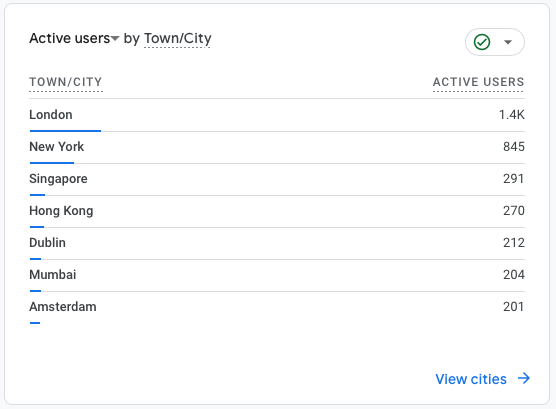 Active users by Town/City
TOWN/CITY ACTIVE USERS
London 1.4K
New York 845
Singapore 291
Hong Kong 270
Dublin 212
Mumbai 204
Amsterdam 201
View cities